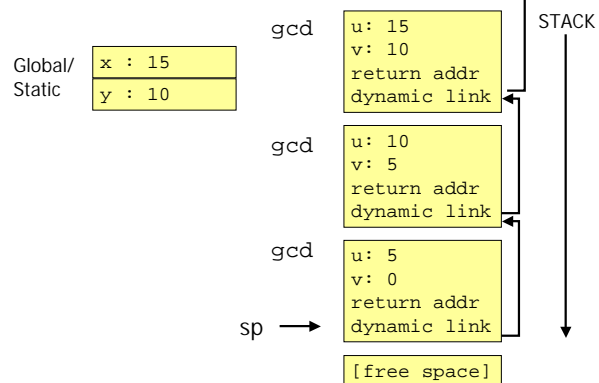 gcd
u: 15
v: 10
return addr
dynamic link
STACK
Global/
Static
x : 15
y : 10
gcd
u: 10
v: 5
return addr
dynamic link
gcd
u: 5
v: 0
return addr
dynamic link
sp
[free space]